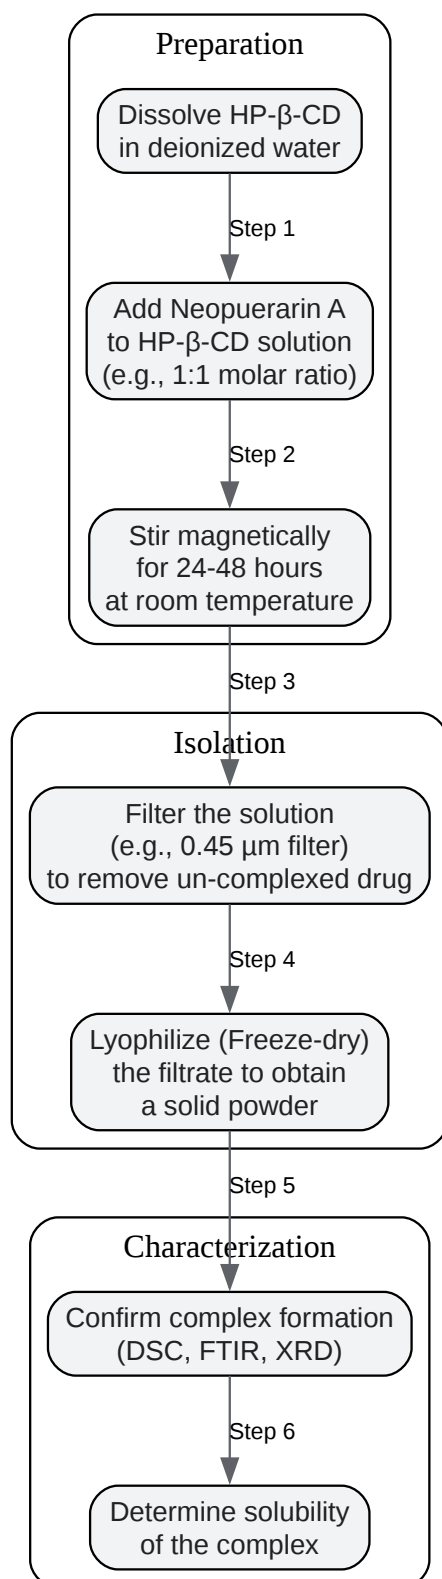 Preparation
Dissolve HP-β-CD
in deionized water
Step 1
Add Neopuerarin A
to HP-β-CD solution
(e.g., 1:1 molar ratio)
Step 2
Stir magnetically
for 24-48 hours
at room temperature
Step 3
Isolation
Filter the solution
(e.g., 0.45 µm filter)
to remove un-complexed drug
Step 4
Lyophilize (Freeze-dry)
the filtrate to obtain
a solid powder
Step 5
Characterization
Confirm complex formation
(DSC, FTIR, XRD)
Step 6
Determine solubility
of the complex